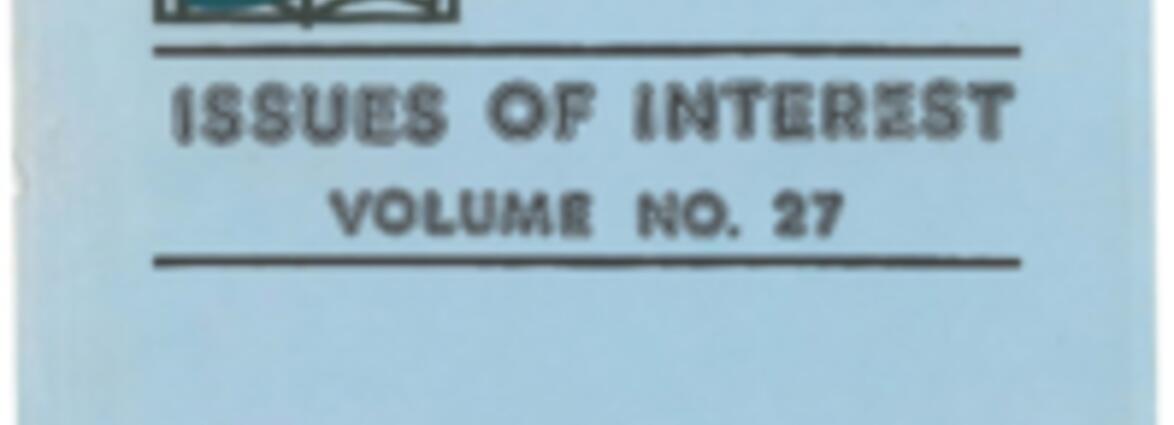 ISSUES OF INTEREST
VOLUME NO. 27